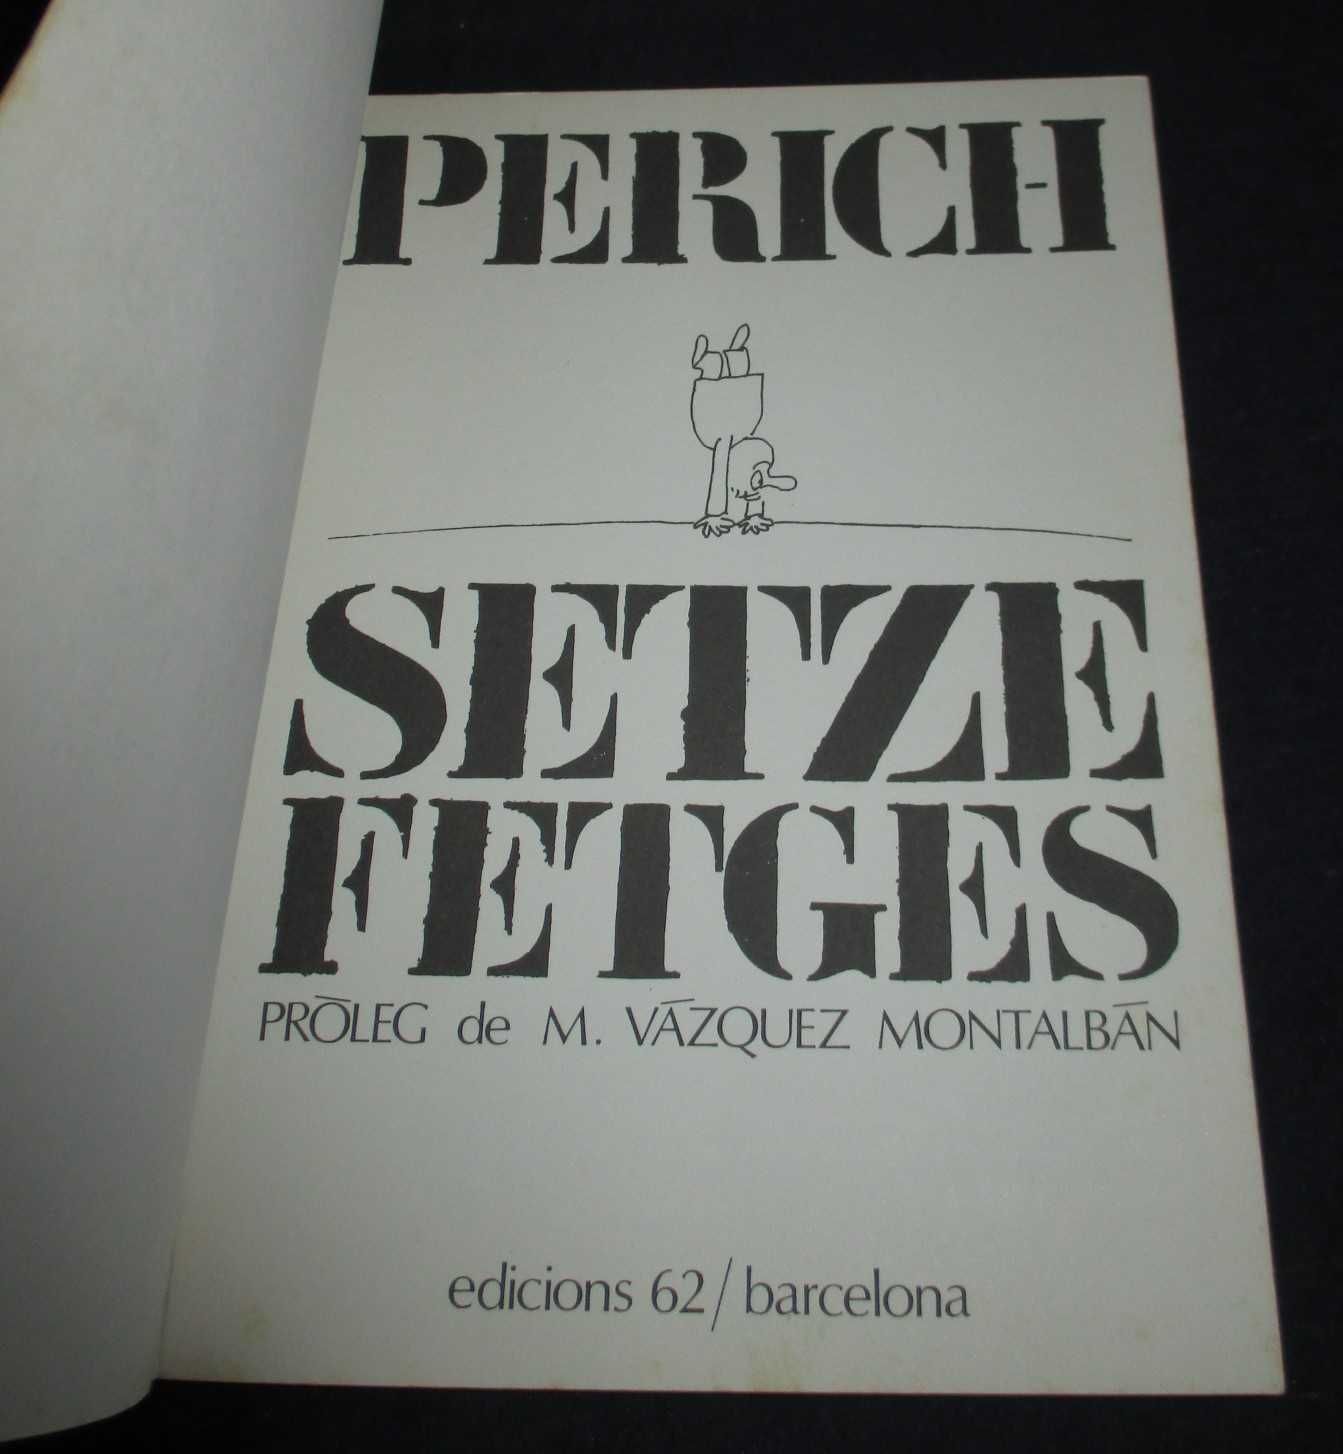 PERICH
SETZE
FETGES
PRÒLEG de M. VÁZQUEZ MONTALBÁN
edicions 62/barcelona